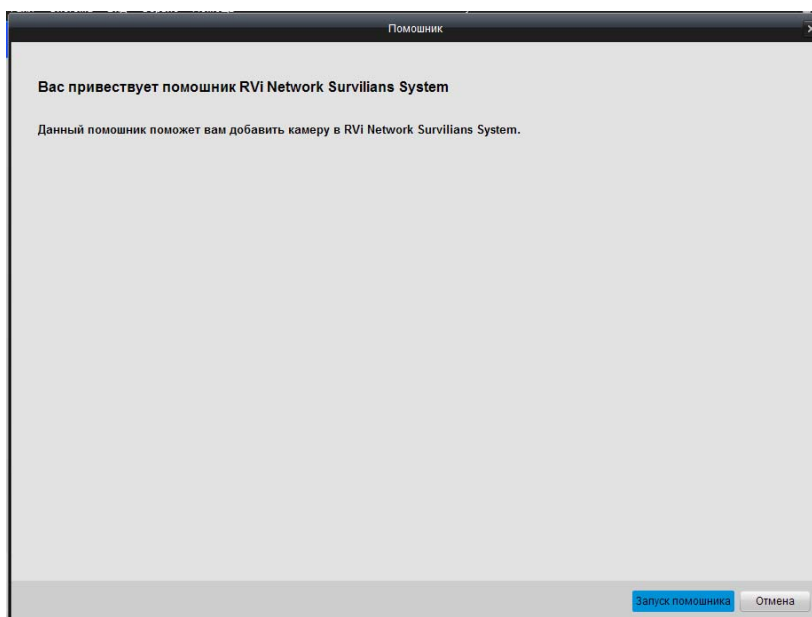 Помошник
Вас привествует помошник RVi Network Survilians System
Данный помошник поможет вам добавить камеру в RVi Network Survilians System.
Запуск помошника Отмена